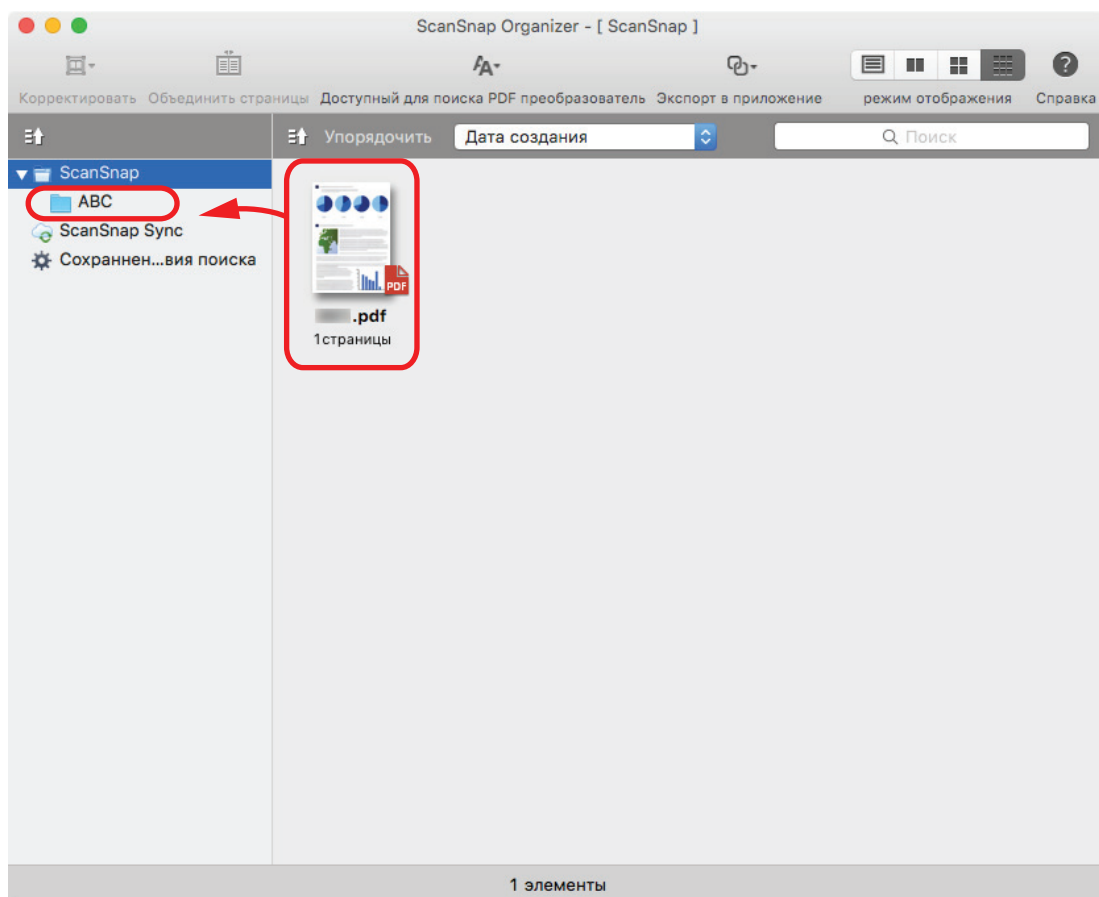 ScanSnap Organizer - [ ScanSnap ]
Корректировать Объединить страницы Доступный для поиска PDF преобразователь Экспорт в приложение режим отображения Справка
Упорядочить Дата создания Поиск
ScanSnap
ABC
ScanSnap Sync
Сохраннен...вия поиска
PDF
.pdf
1страницы
1 элементы